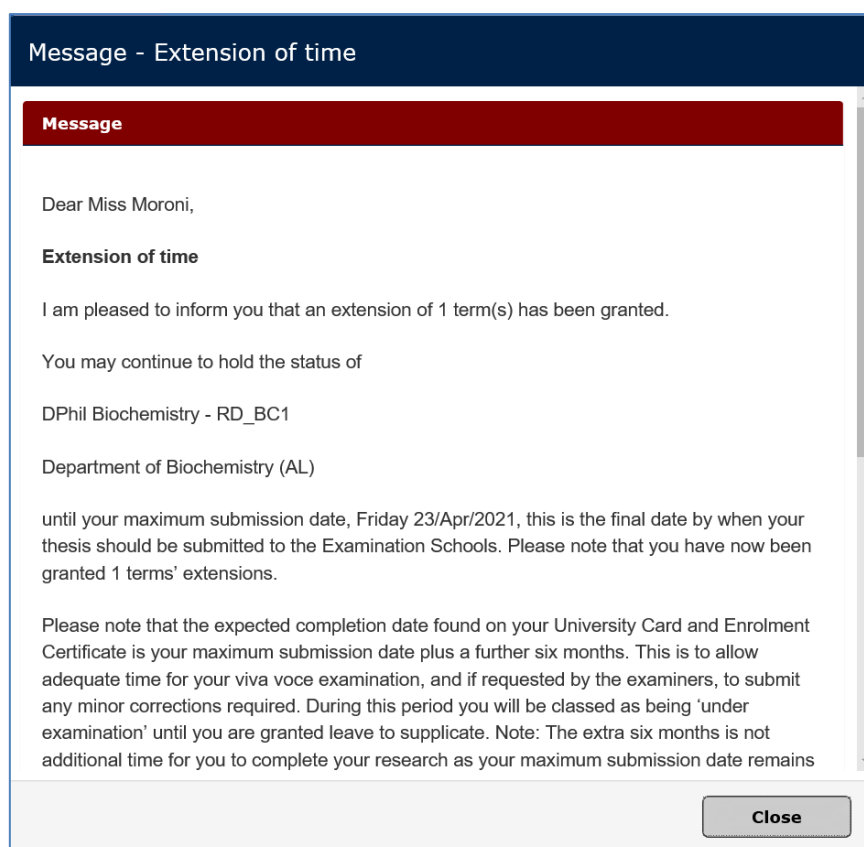 Message - Extension of time
Message
Dear Miss Moroni,
Extension of time
I am pleased to inform you that an extension of 1 term(s) has been granted.
You may continue to hold the status of
DPhil Biochemistry - RD_BC1
Department of Biochemistry (AL)
until your maximum submission date, Friday 23/Apr/2021, this is the final date by when your
thesis should be submitted to the Examination Schools. Please note that you have now been
granted 1 terms’ extensions.
Please note that the expected completion date found on your University Card and Enrolment
Certificate is your maximum submission date plus a further six months. This is to allow
adequate time for your viva voce examination, and if requested by the examiners, to submit
any minor corrections required. During this period you will be classed as being ‘under
examination’ until you are granted leave to supplicate. Note: The extra six months is not
additional time for you to complete your research as your maximum submission date remains
Close